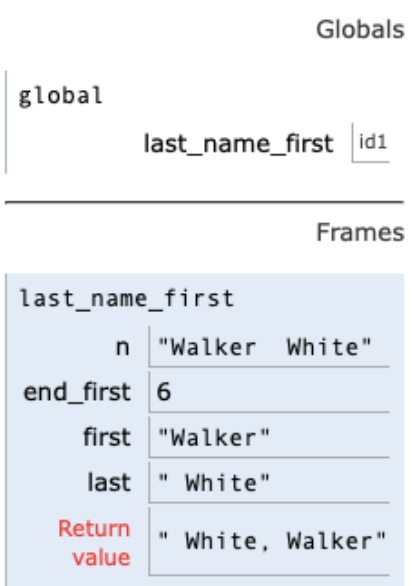 Globals
global
last_name_first id1
Frames
last_name_first
n "Walker  White"
end_first 6
first "Walker"
last " White"
Return
value " White, Walker"